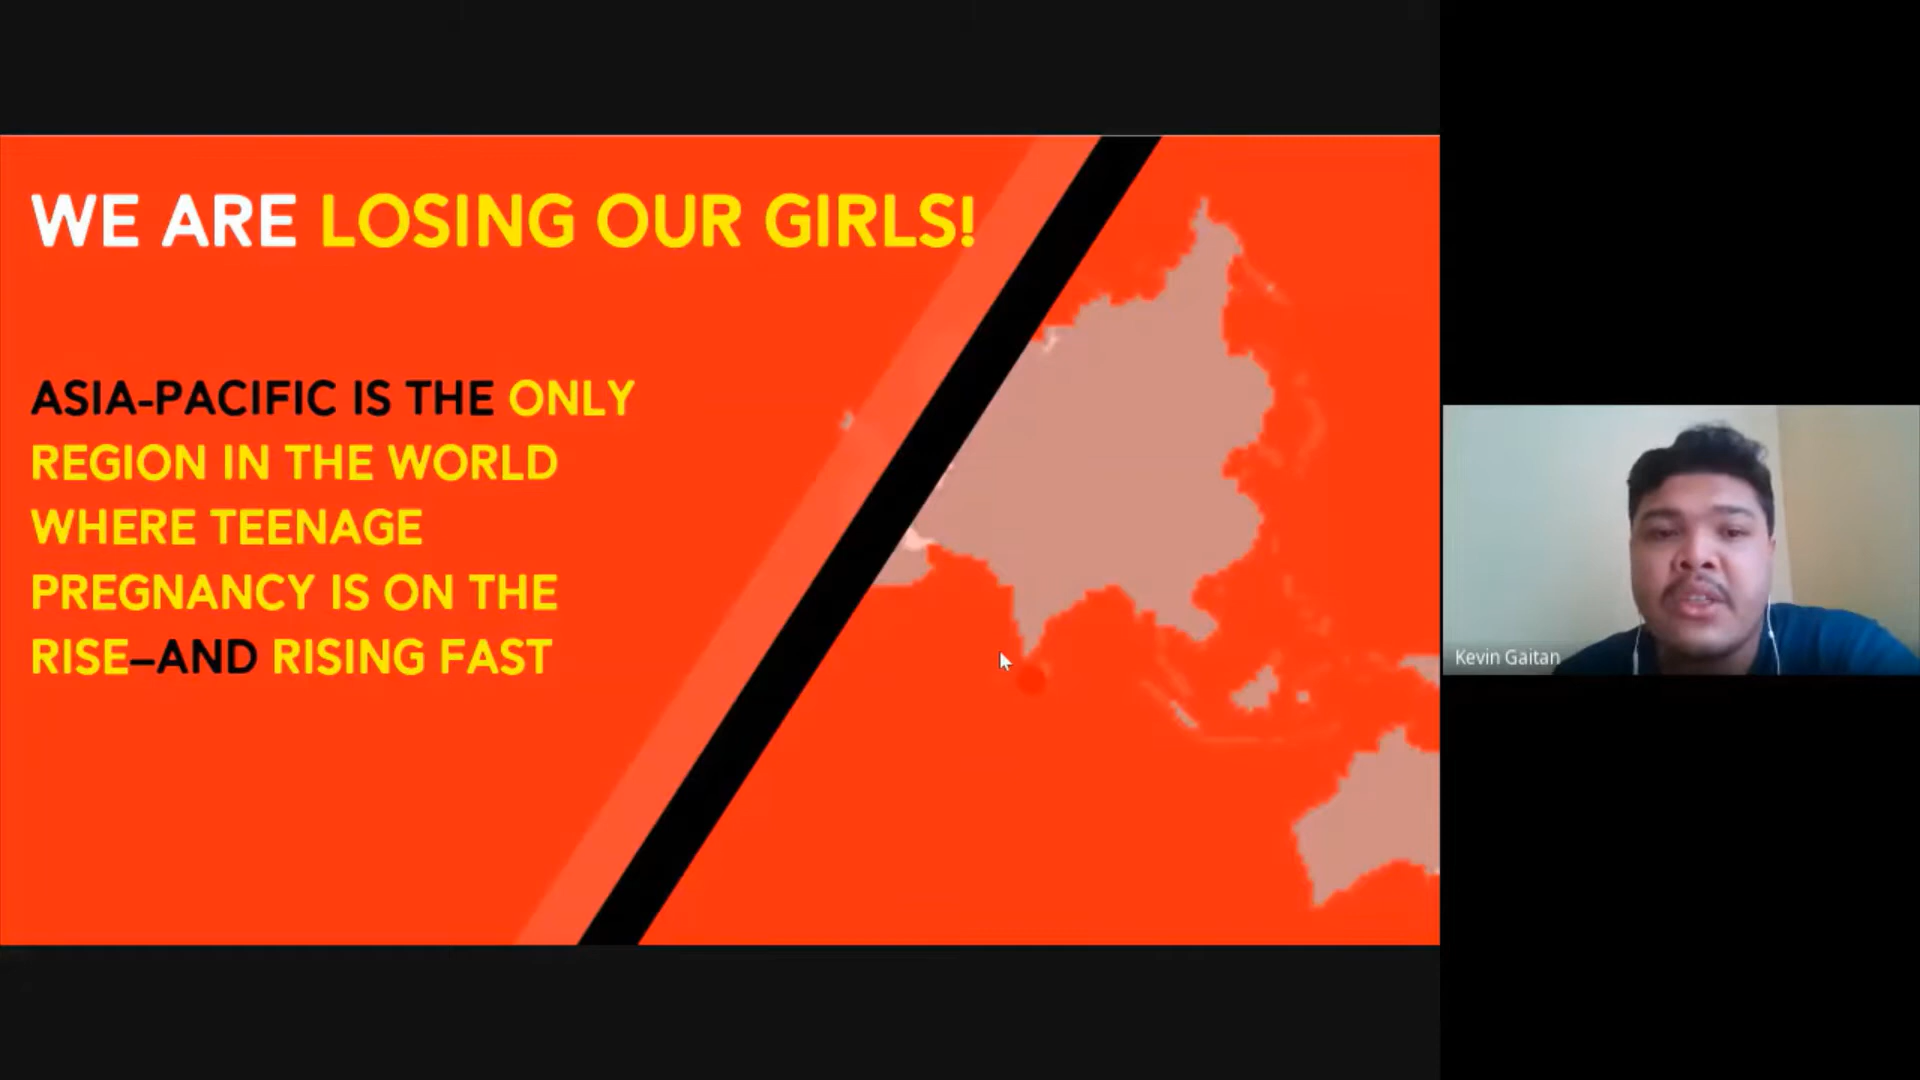 WE ARE LOSING OUR GIRLS!
ASIA-PACIFIC IS THE ONLY
REGION IN THE WORLD
WHERE TEENAGE
PREGNANCY IS ON THE
RISE–AND RISING FAST
Kevin Gaitan